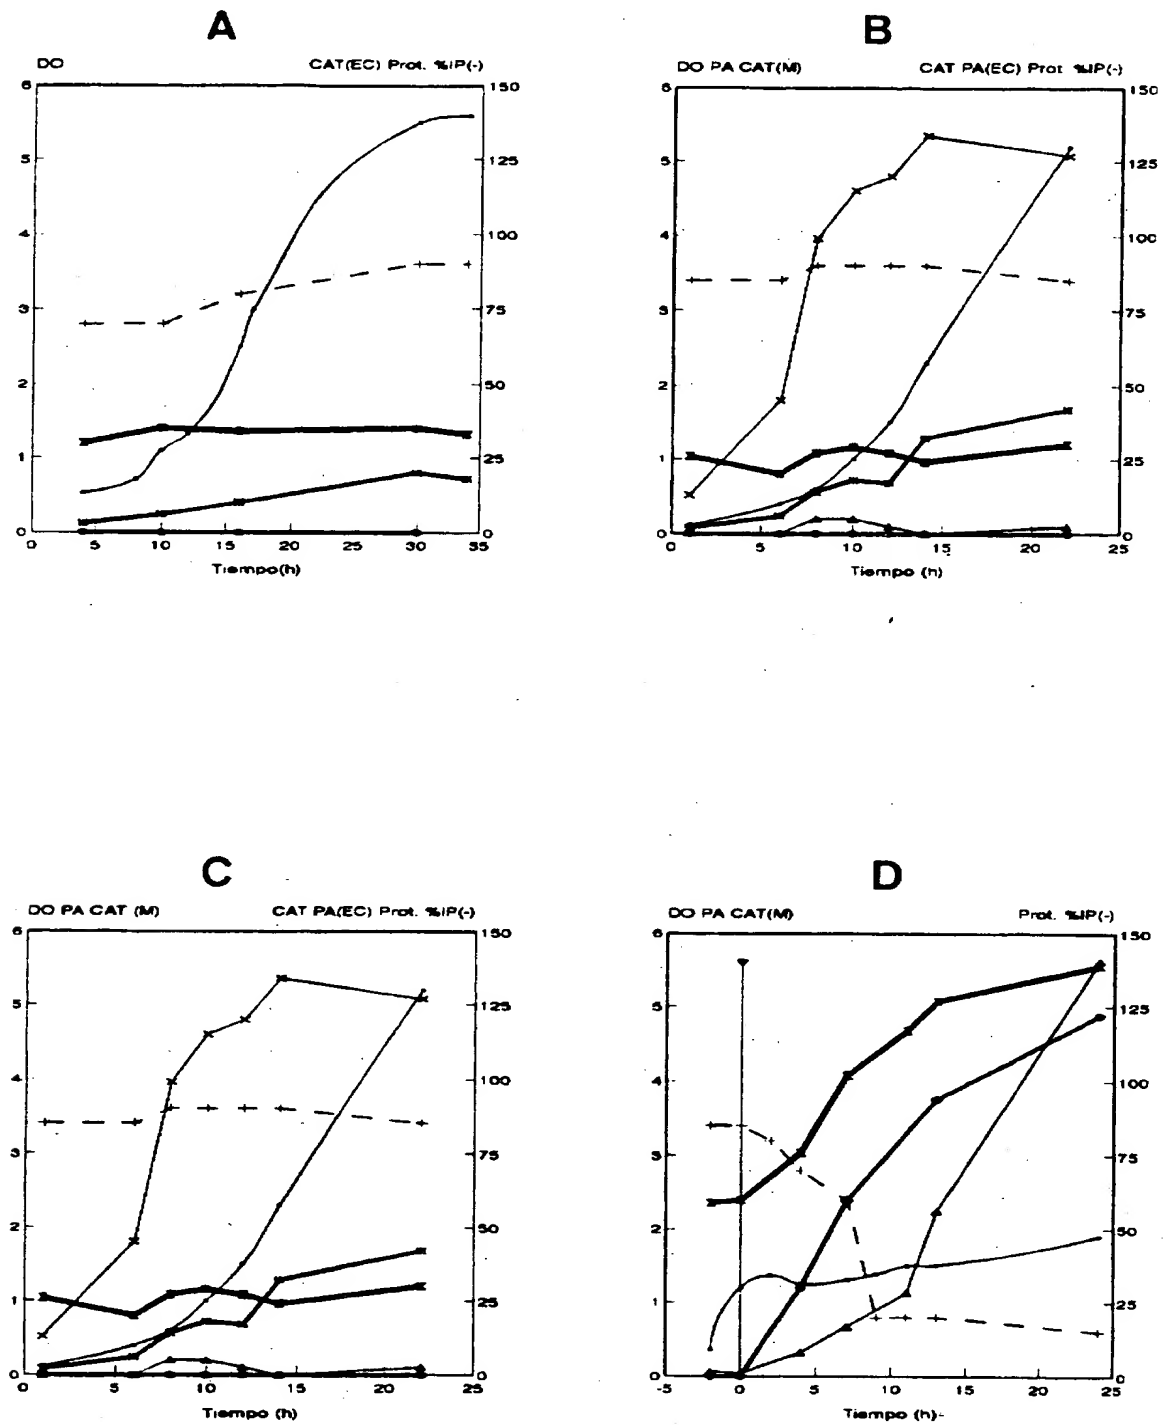 A
DO CAT(EC) Prot. %IP(-)
6 150
5 125
4 100
3 75
2 50
1 25
0 0
0 5 10 15 20 25 30 35
Tiempo(h)
B
DO PA CAT(M) CAT PA(EC) Prot %IP(-)
6 150
5 125
4 100
3 75
2 50
1 25
0 0
0 5 10 15 20 25
Tiempo (h)
C
DO PA CAT (M) CAT PA(EC) Prot. %IP(-)
6 150
5 125
4 100
3 75
2 50
1 25
0 0
0 5 10 15 20 25
Tiempo (h)
D
DO PA CAT(M) Prot. %IP(-)
6 150
5 125
4 100
3 75
2 50
1 25
0 0
-5 0 5 10 15 20 25
Tiempo (h)-